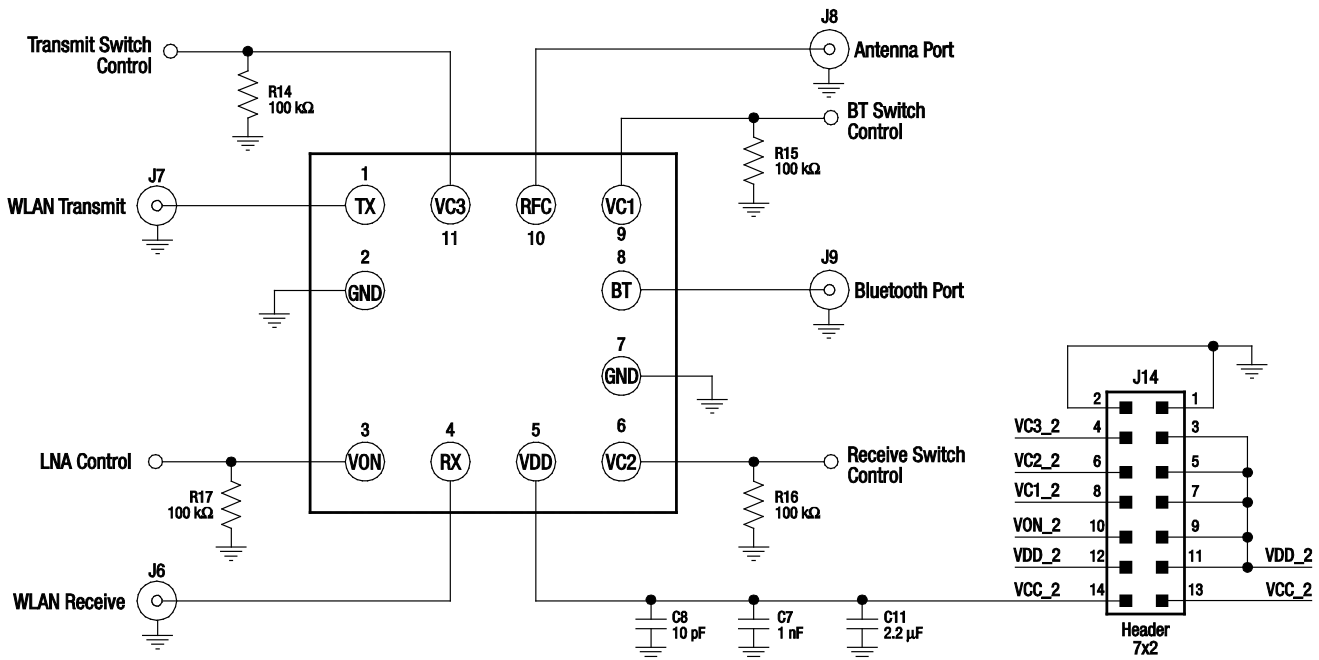 Transmit Switch
Control
R14
100 kΩ
J8
Antenna Port
BT Switch
Control
R15
100 kΩ
J7
WLAN Transmit
1
TX
VC3
11
RFC
10
VC1
9
2
GND
8
BT
J9
Bluetooth Port
7
GND
LNA Control
R17
100 kΩ
3
VON
4
RX
5
VDD
6
VC2
Receive Switch
Control
R16
100 kΩ
J6
WLAN Receive
C8
10 pF
C7
1 nF
C11
2.2 µF
J14
2
1
VC3_2
4
3
VC2_2
6
5
VC1_2
8
7
VON_2
10
9
VDD_2
12
11
VDD_2
VCC_2
14
13
VCC_2
Header
7x2